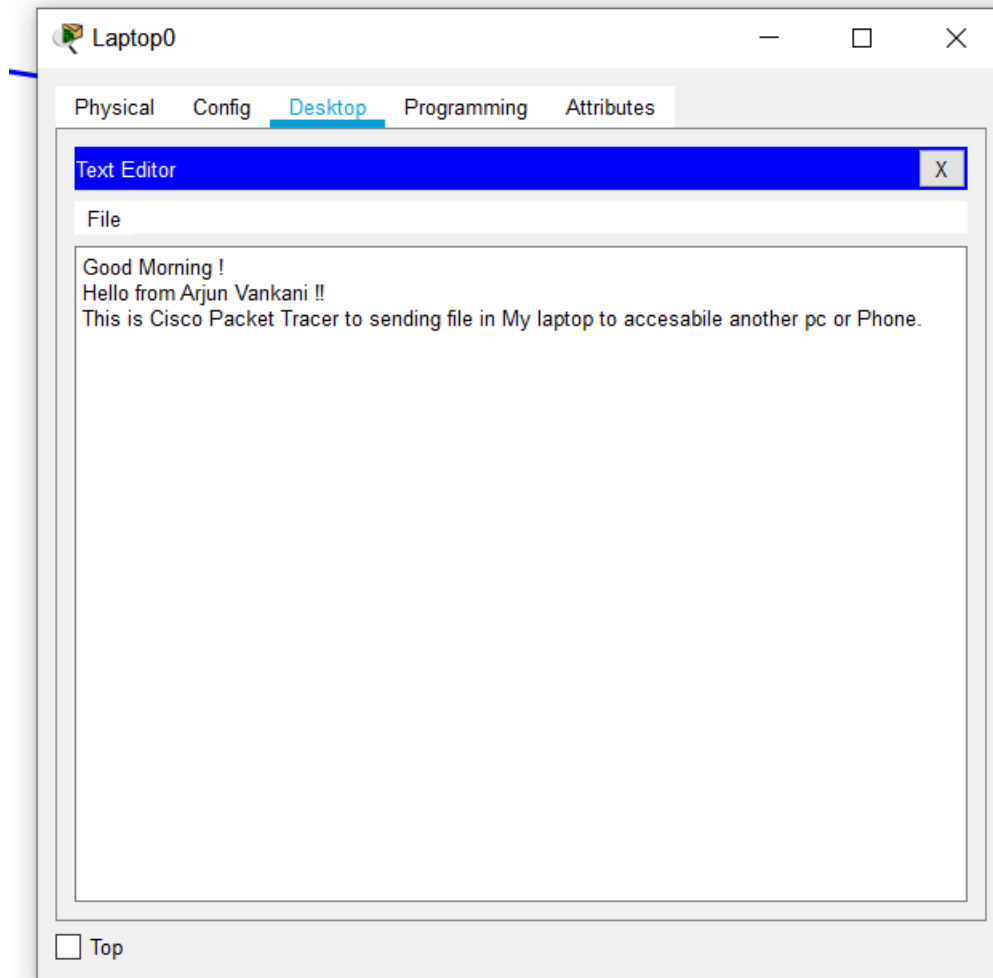 Laptop0
Physical Config Desktop Programming Attributes
Text Editor X
File
Good Morning !
Hello from Arjun Vankani !!
This is Cisco Packet Tracer to sending file in My laptop to accesabile another pc or Phone.
Top